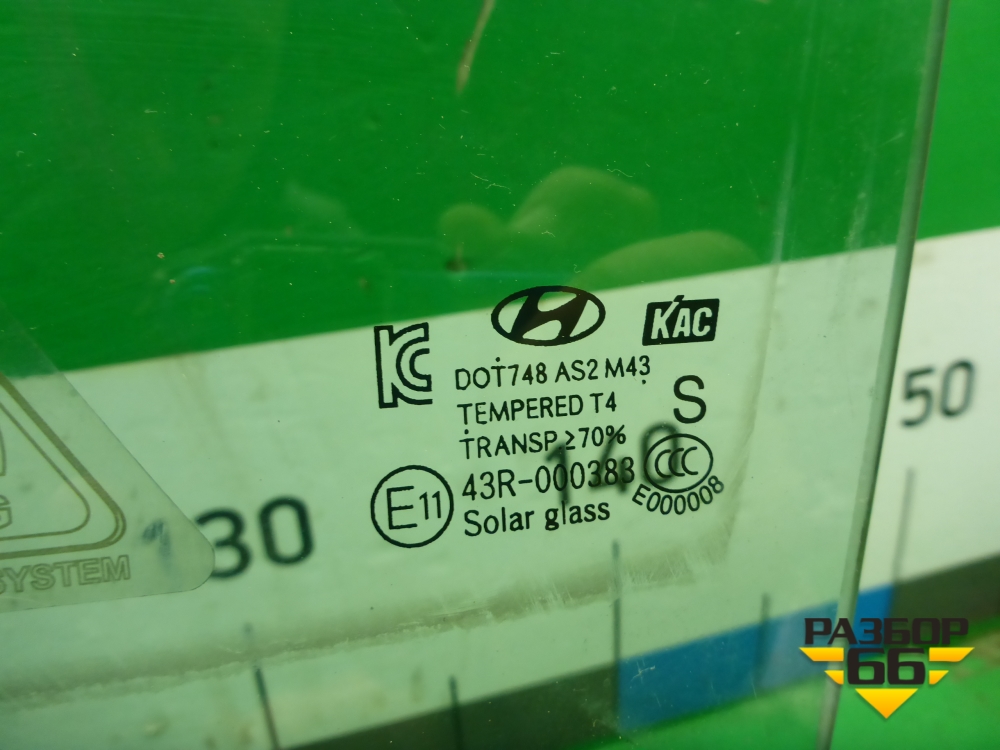 KC
KAC
DOT748 AS2 M43
TEMPERED T4
S
TRANSP ≥70%
CCC
E11
43R-000383
E000008
Solar glass
G
SYSTEM
30
140
50
РАЗБОР
66